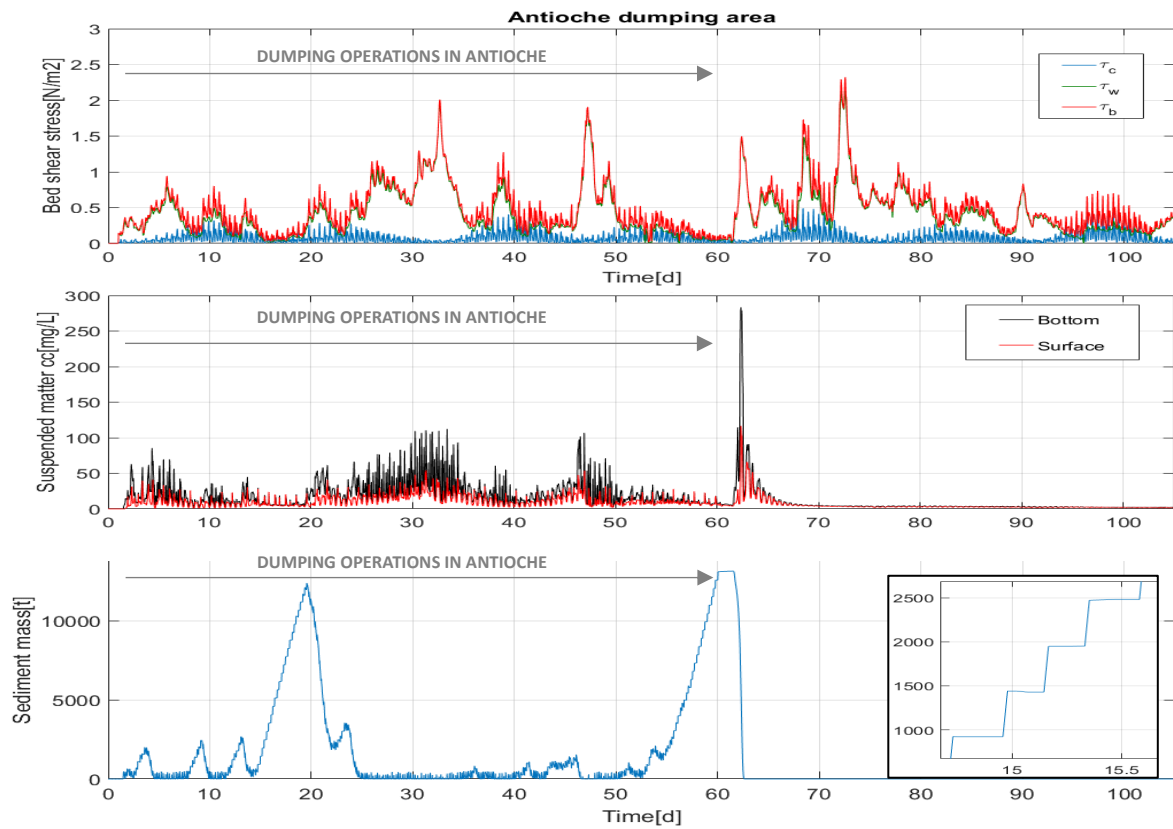 Antioche dumping area
DUMPING OPERATIONS IN ANTIOCHE
Bed shear stress[N/m2]
3
2.5
2
1.5
1
0.5
0
τc
τw
τb
0 10 20 30 40 50 60 70 80 90 100
Time[d]
DUMPING OPERATIONS IN ANTIOCHE
Suspended matter cc[mg/L]
300
250
200
150
100
50
0
Bottom
Surface
0 10 20 30 40 50 60 70 80 90 100
DUMPING OPERATIONS IN ANTIOCHE
Sediment mass[t]
10000
5000
0
2500
2000
1500
1000
15 15.5
0 10 20 30 40 50 60 70 80 90 100
Time[d]